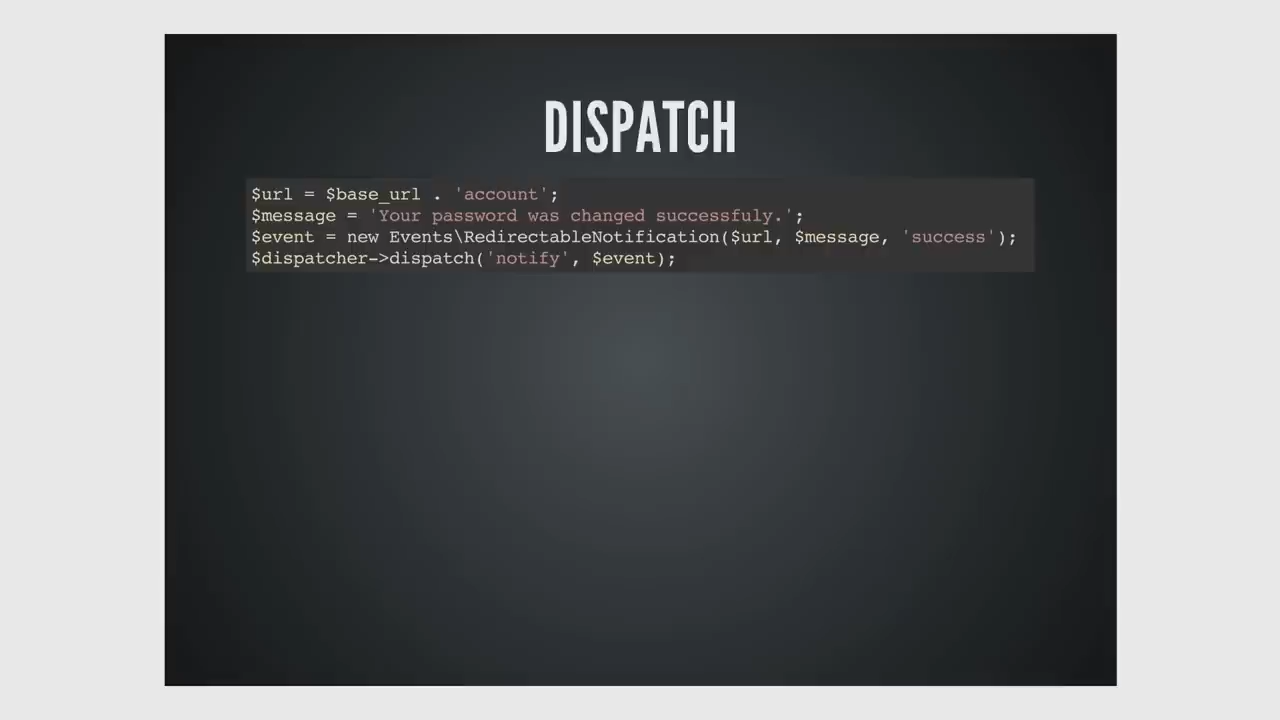 DISPATCH
$url = $base_url . 'account';
$message = 'Your password was changed successfuly.';
$event = new Events\RedirectableNotification($url, $message, 'success');
$dispatcher->dispatch('notify', $event);